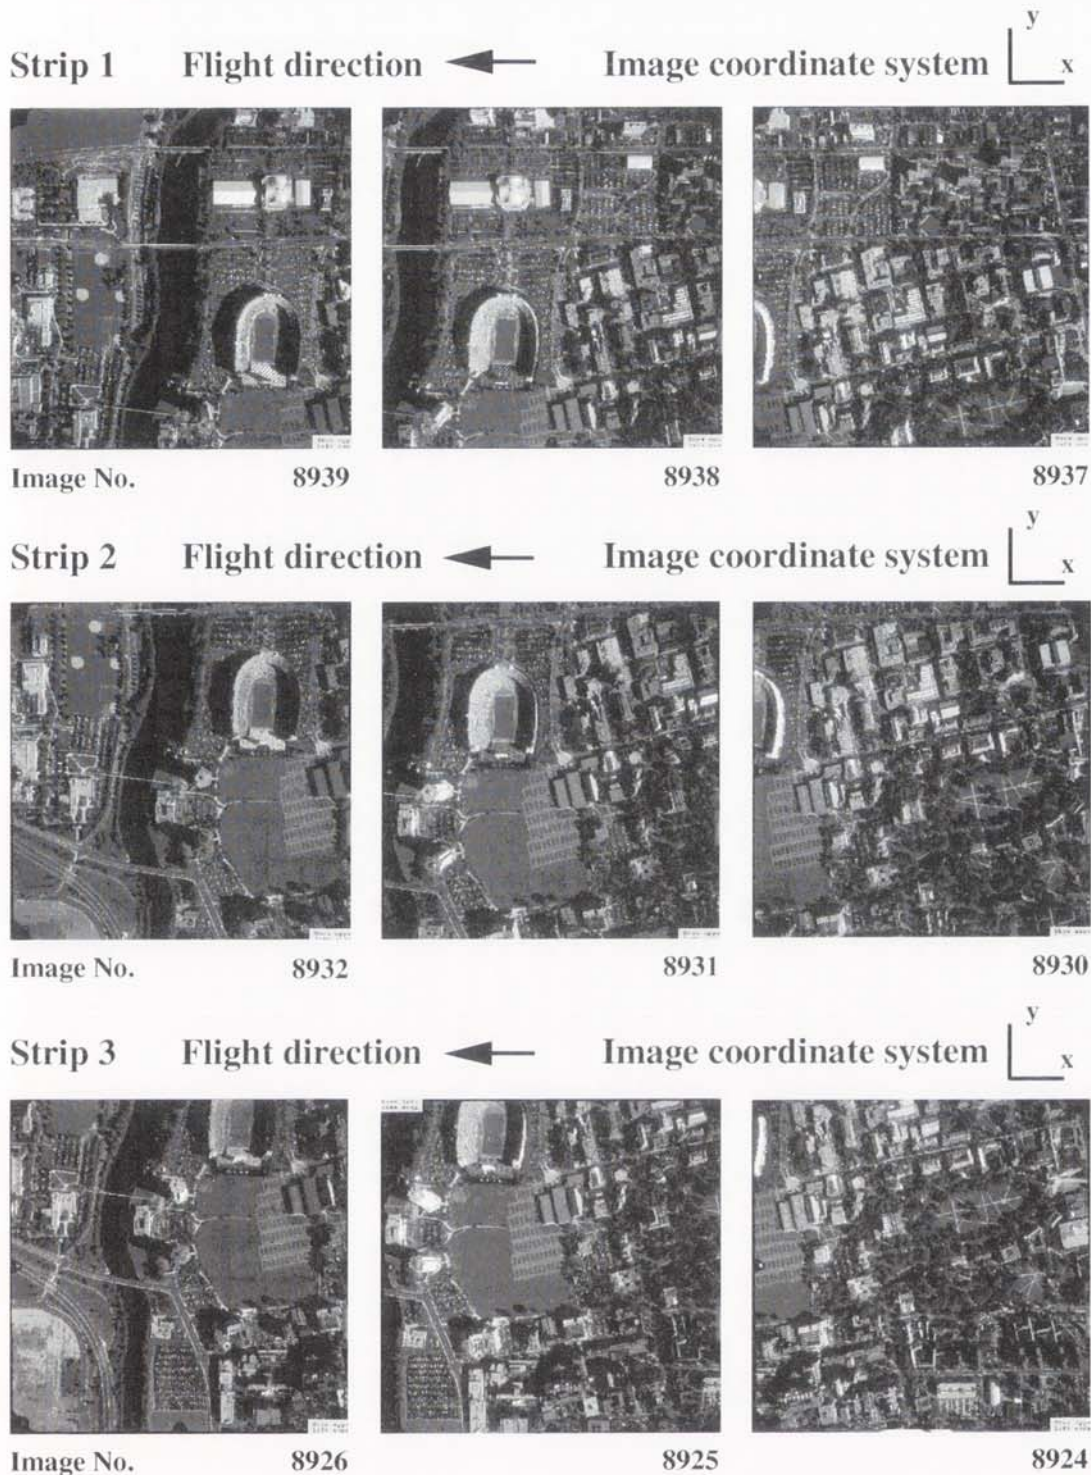 y
Strip 1 Flight direction Image coordinate system x
Image No. 8939 8938 8937
y
Strip 2 Flight direction Image coordinate system x
Image No. 8932 8931 8930
y
Strip 3 Flight direction Image coordinate system x
Image No. 8926 8925 8924